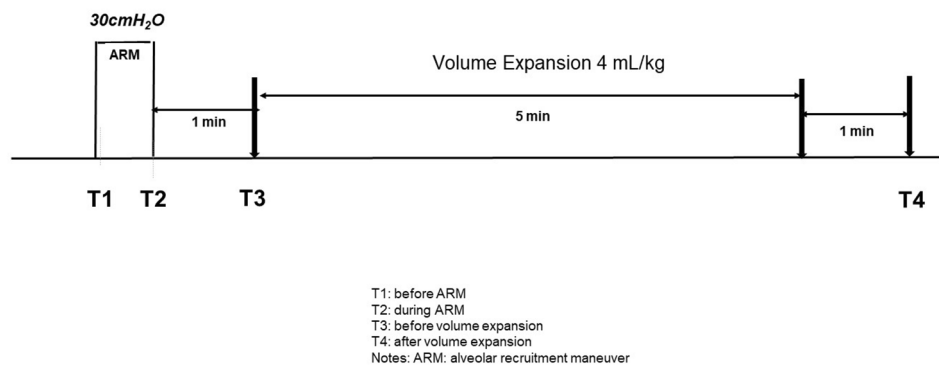 30cmH₂O
ARM
Volume Expansion 4 mL/kg
1 min
5 min
1 min
T1
T2
T3
T4
T1: before ARM
T2: during ARM
T3: before volume expansion
T4: after volume expansion
Notes: ARM: alveolar recruitment maneuver